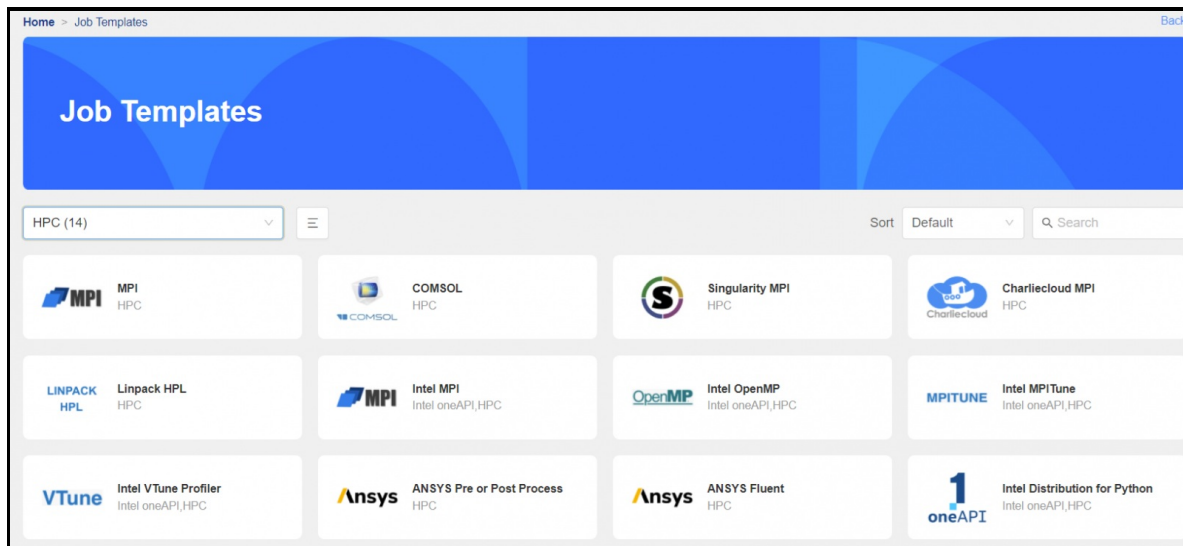 Home > Job Templates
Back
Job Templates
HPC (14)
Sort Default Search
MPI MPI
HPC
COMSOL COMSOL
HPC
S Singularity MPI
HPC
Charliecloud Charliecloud MPI
HPC
LINPACK HPL Linpack HPL
HPC
MPI Intel MPI
Intel oneAPI,HPC
OpenMP Intel OpenMP
Intel oneAPI,HPC
MPITUNE Intel MPITune
Intel oneAPI,HPC
VTune Intel VTune Profiler
Intel oneAPI,HPC
Ansys ANSYS Pre or Post Process
HPC
Ansys ANSYS Fluent
HPC
1 oneAPI Intel Distribution for Python
Intel oneAPI,HPC